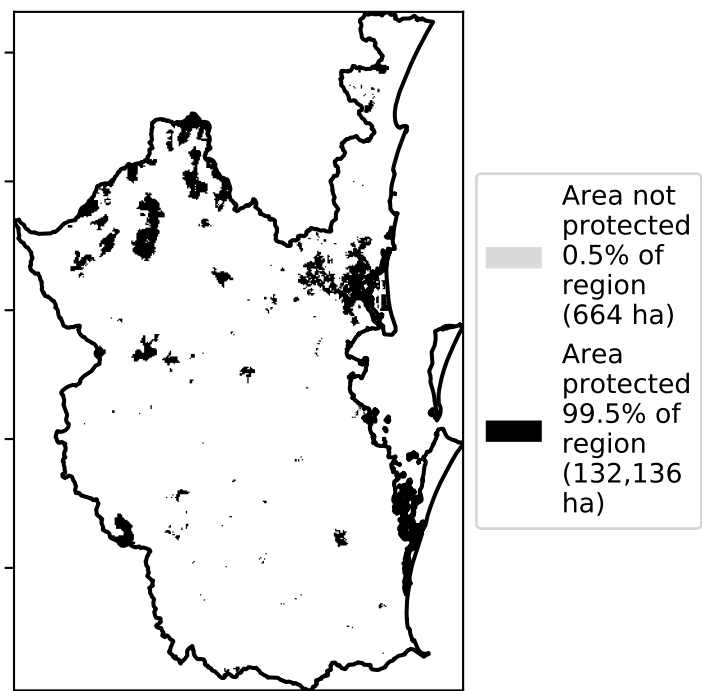 Area not
protected
0.5% of
region
(664 ha)
Area
protected
99.5% of
region
(132,136
ha)